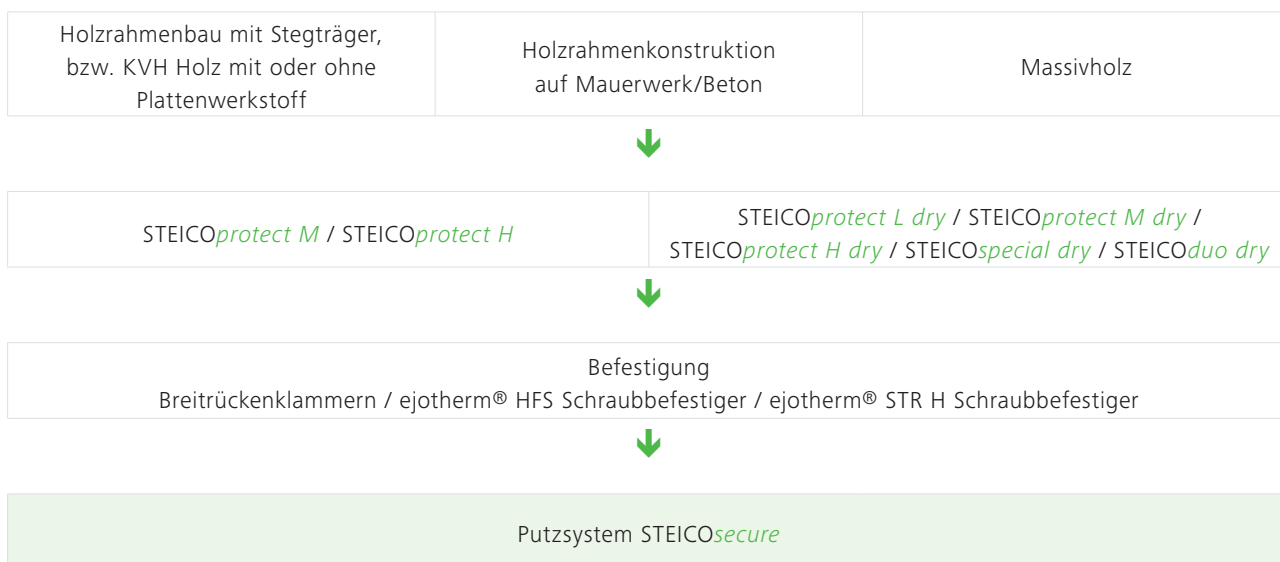 Holzrahmenbau mit Stegträger,
bzw. KVH Holz mit oder ohne
Plattenwerkstoff
Holzrahmenkonstruktion
auf Mauerwerk/Beton
Massivholz
STEICOprotect M / STEICOprotect H
STEICOprotect L dry / STEICOprotect M dry /
STEICOprotect H dry / STEICOspecial dry / STEICOduo dry
Befestigung
Breitrückenklammern / ejotherm® HFS Schraubbefestiger / ejotherm® STR H Schraubbefestiger
Putzsystem STEICOsecure